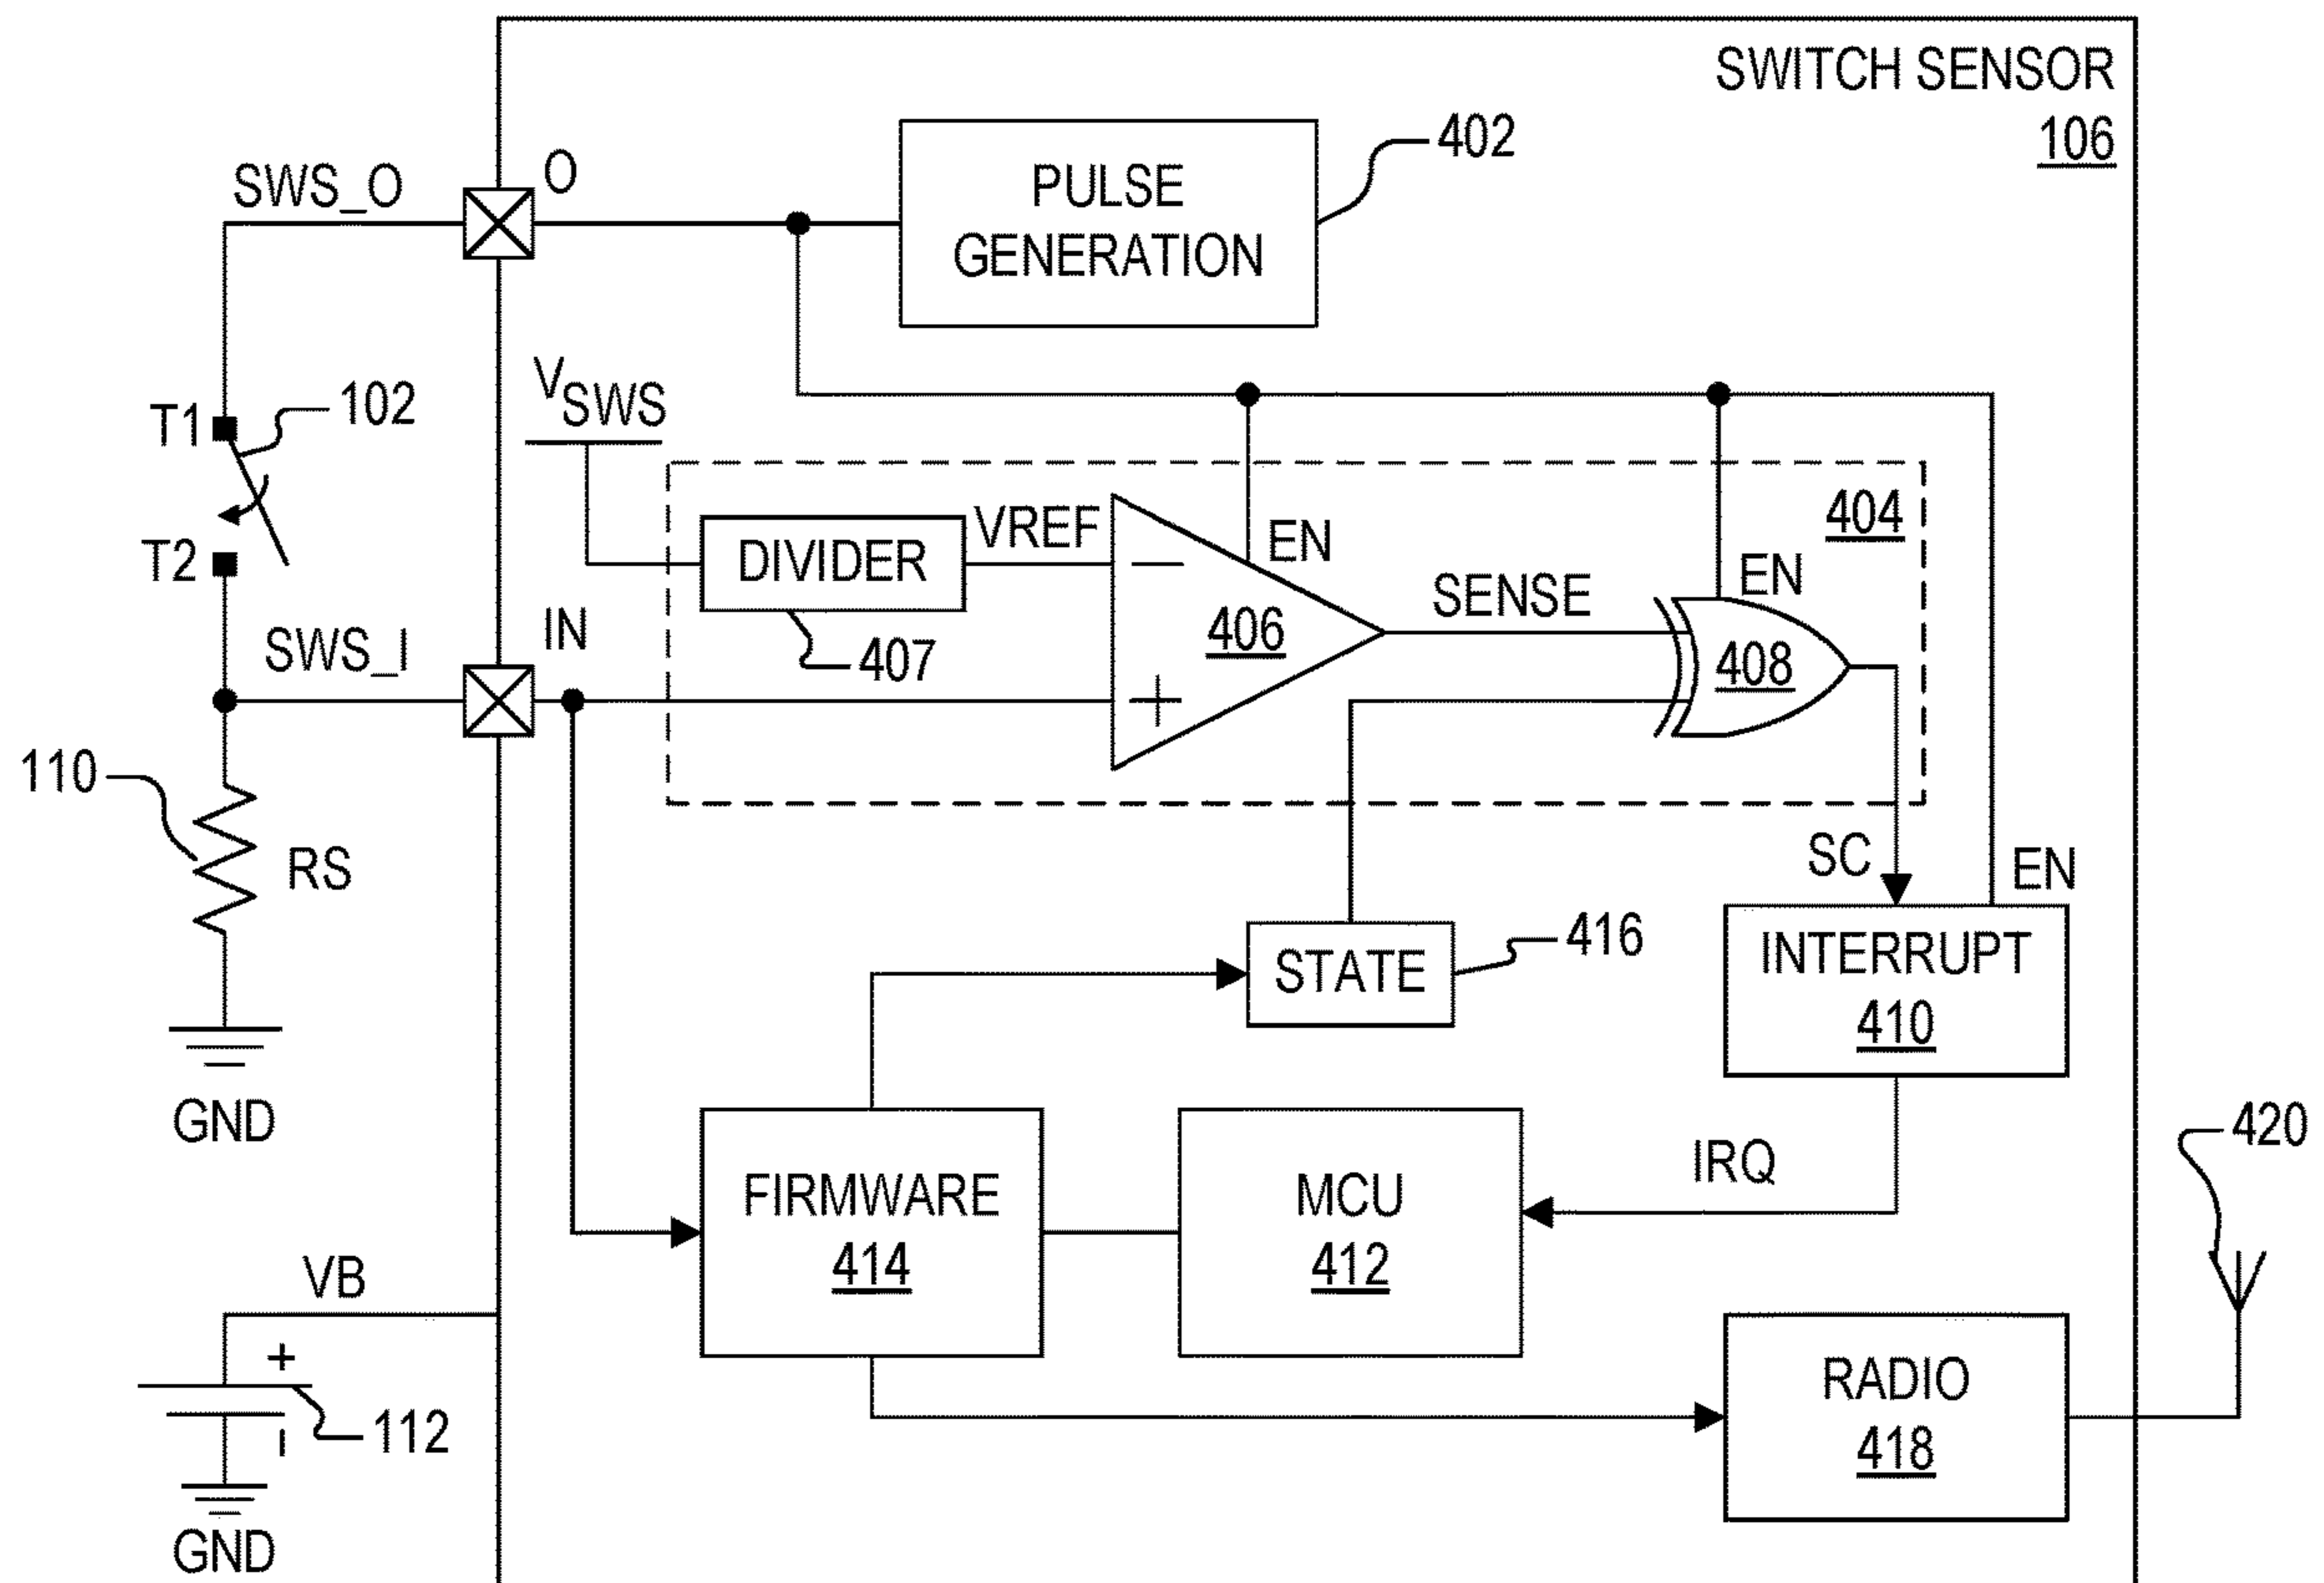 SWITCH SENSOR
106
402
PULSE
GENERATION
SWS_O
O
VSWS
T1
102
T2
404
DIVIDER
VREF
EN
EN
407
406
SENSE
408
−
+
SWS_I
IN
110
RS
SC
EN
INTERRUPT
410
STATE
416
GND
FIRMWARE
414
MCU
412
IRQ
420
VB
+
−
112
GND
RADIO
418